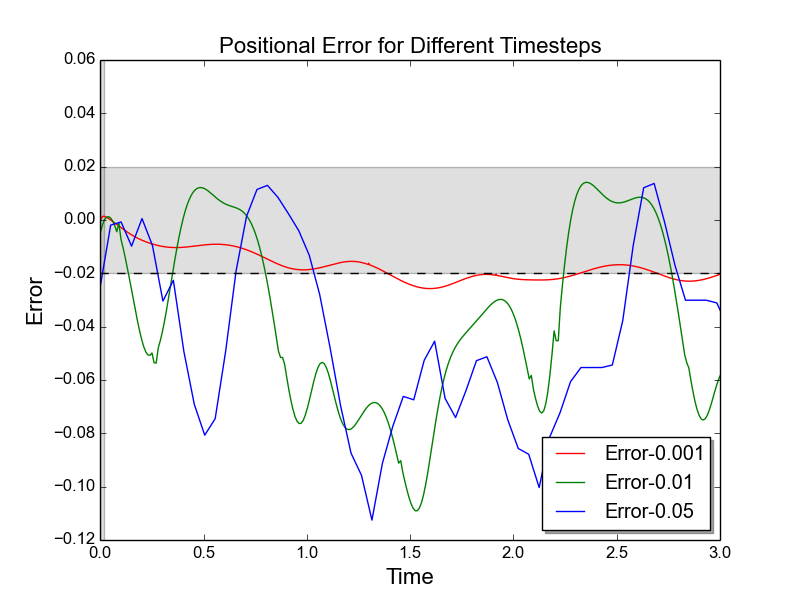 Positional Error for Different Timesteps
0.06
0.04
0.02
0.00
−0.02
−0.04
−0.06
−0.08
−0.10
−0.12
Error
Error-0.001
Error-0.01
Error-0.05
0.0 0.5 1.0 1.5 2.0 2.5 3.0
Time